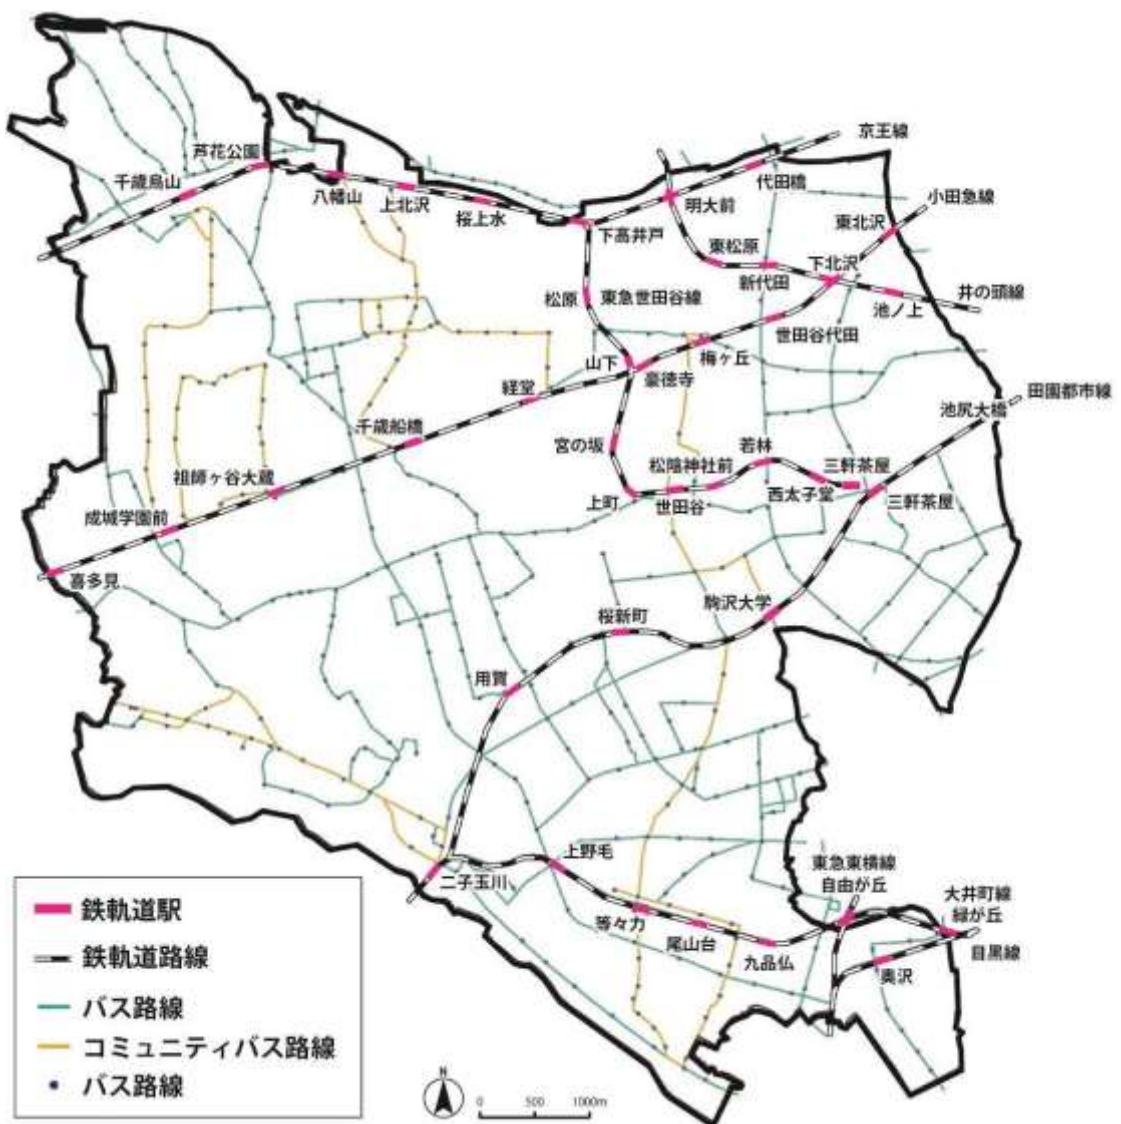 京王線
芦花公園
代田橋
千歳烏山
八幡山
上北沢
明大前
小田急線
桜上水
東北沢
下高井戸
東松原
下北沢
新代田
松原
東急世田谷線
井の頭線
池ノ上
世田谷代田
山下
梅ヶ丘
豪徳寺
経堂
田園都市線
池尻大橋
千歳船橋
宮の坂
若林
松陰神社前
三軒茶屋
祖師ヶ谷大蔵
西太子堂
上町
世田谷
三軒茶屋
成城学園前
喜多見
駒沢大学
桜新町
用賀
上野毛
東急東横線
自由が丘
二子玉川
大井町線
緑が丘
等々力
尾山台
九品仏
目黒線
奥沢
鉄軌道駅
鉄軌道路線
バス路線
コミュニティバス路線
バス路線
N
0 500 1000m